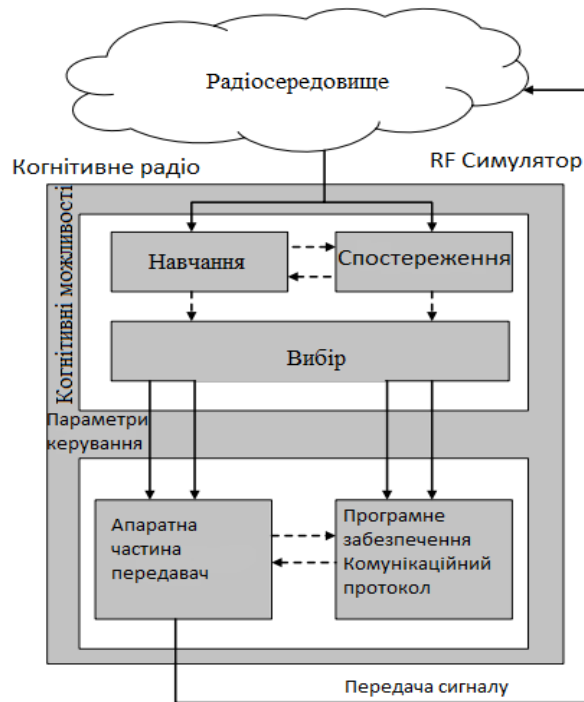 Радіосередовище
Когнітивне радіо
RF Симулятор
Когнітивні можливості
Навчання
Спостереження
Вибір
Параметри
керування
Апаратна
частина
передавач
Програмне
забезпечення
Комунікаційний
протокол
Передача сигналу